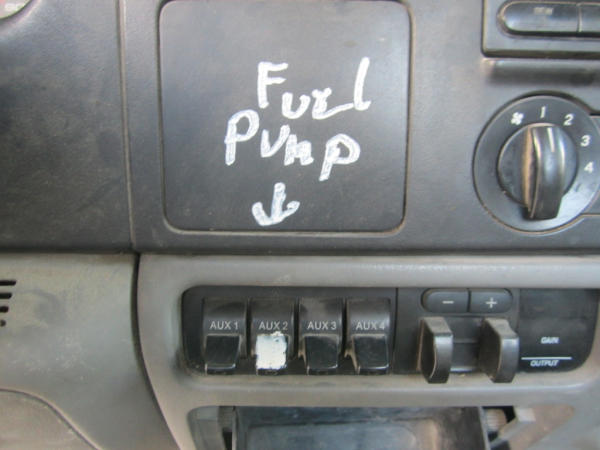 Fuel
Pump
1
2
3
4
AUX 1 AUX 2 AUX 3 AUX 4
- +
GAIN
OUTPUT